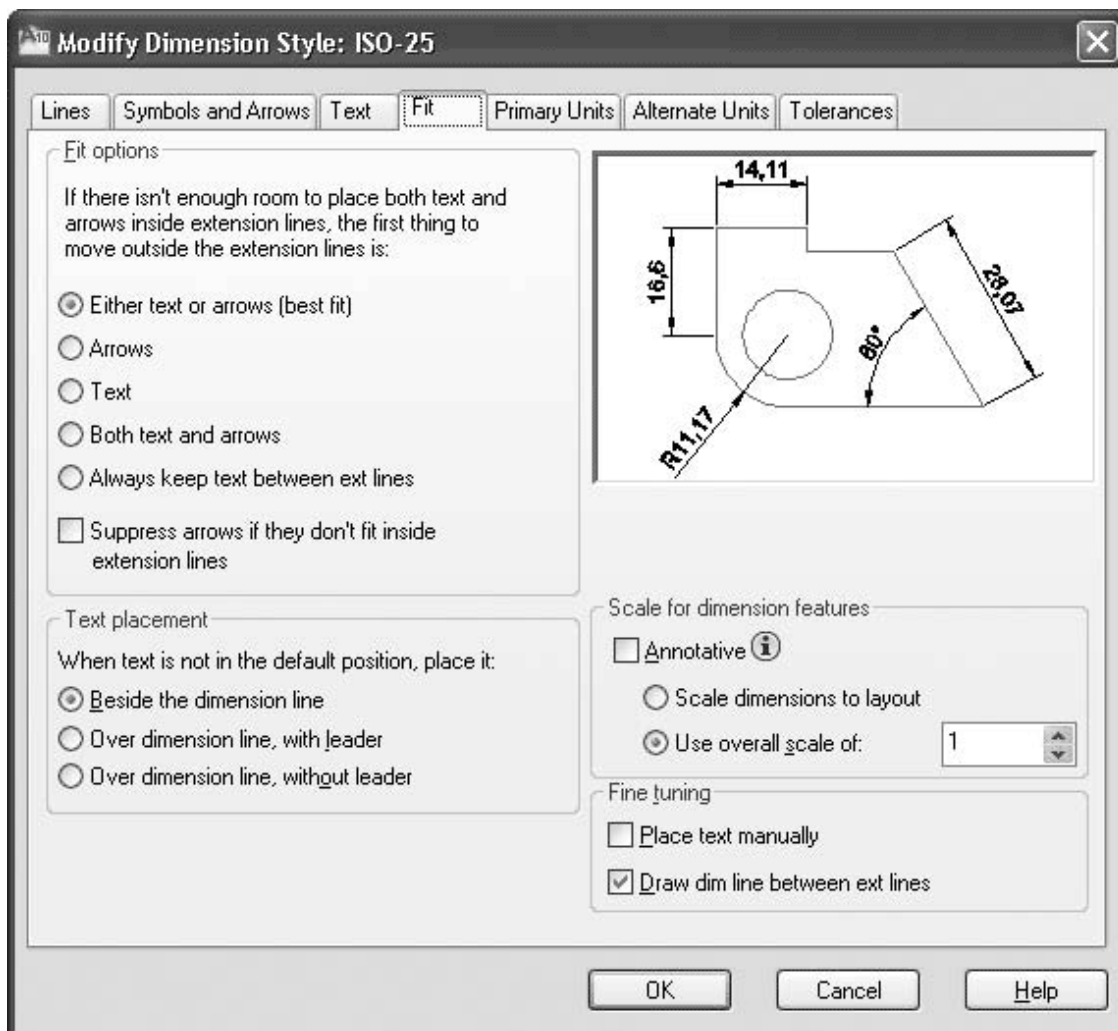 Modify Dimension Style: ISO-25
Lines Symbols and Arrows Text Fit Primary Units Alternate Units Tolerances
Fit options
If there isn't enough room to place both text and
arrows inside extension lines, the first thing to
move outside the extension lines is:
Either text or arrows (best fit)
Arrows
Text
Both text and arrows
Always keep text between ext lines
Suppress arrows if they don't fit inside
extension lines
Text placement
When text is not in the default position, place it:
Beside the dimension line
Over dimension line, with leader
Over dimension line, without leader
14,11
16,6
28,07
60°
R11,17
Scale for dimension features
Annotative
Scale dimensions to layout
Use overall scale of: 1
Fine tuning
Place text manually
Draw dim line between ext lines
OK Cancel Help